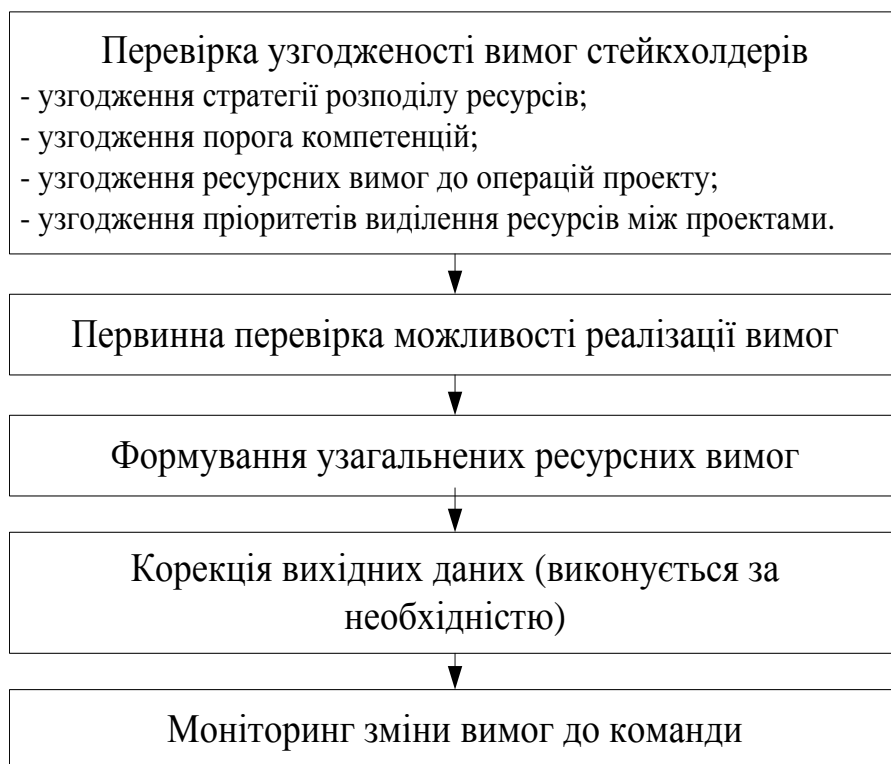 Перевірка узгодженості вимог стейкхолдерів
- узгодження стратегії розподілу ресурсів;
- узгодження порога компетенцій;
- узгодження ресурсних вимог до операцій проекту;
- узгодження пріоритетів виділення ресурсів між проектами.
Первинна перевірка можливості реалізації вимог
Формування узагальнених ресурсних вимог
Корекція вихідних даних (виконується за
необхідністю)
Моніторинг зміни вимог до команди